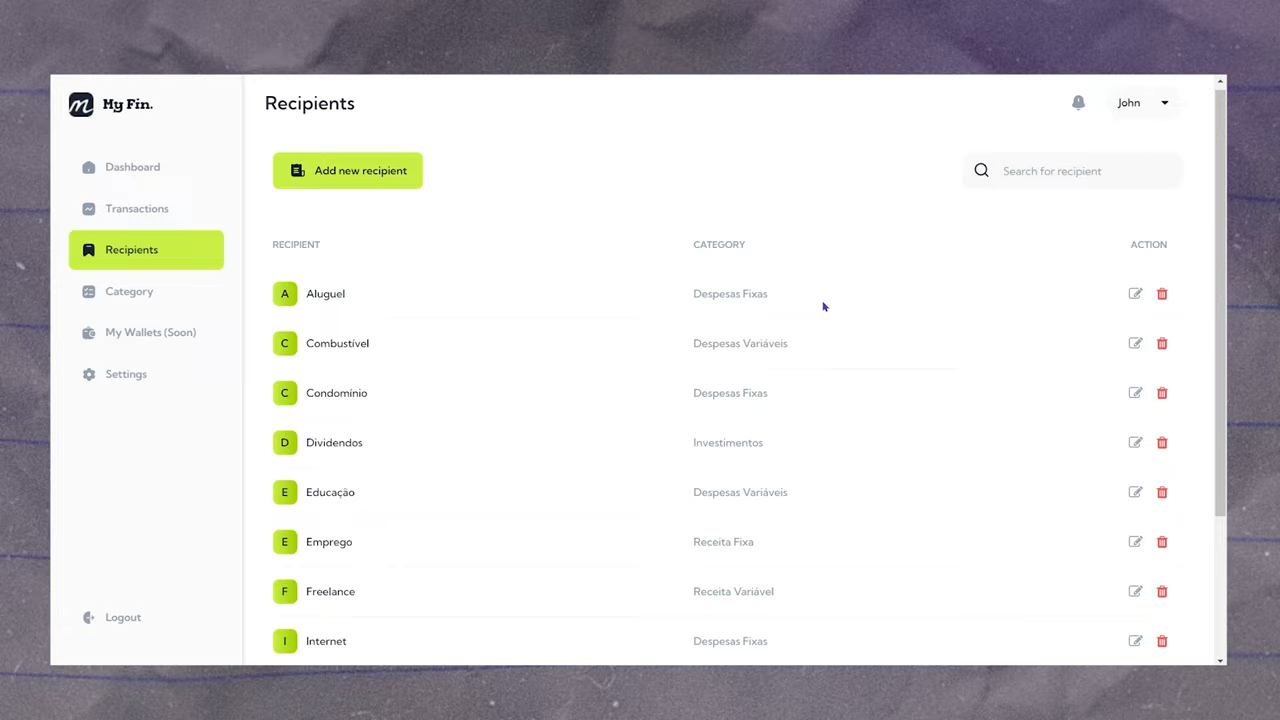 My Fin.
Recipients
John
Dashboard
Transactions
Recipients
Category
My Wallets (Soon)
Settings
Logout
Add new recipient
Search for recipient
RECIPIENT CATEGORY ACTION
A Aluguel Despesas Fixas
C Combustível Despesas Variáveis
C Condomínio Despesas Fixas
D Dividendos Investimentos
E Educação Despesas Variáveis
E Emprego Receita Fixa
F Freelance Receita Variável
I Internet Despesas Fixas